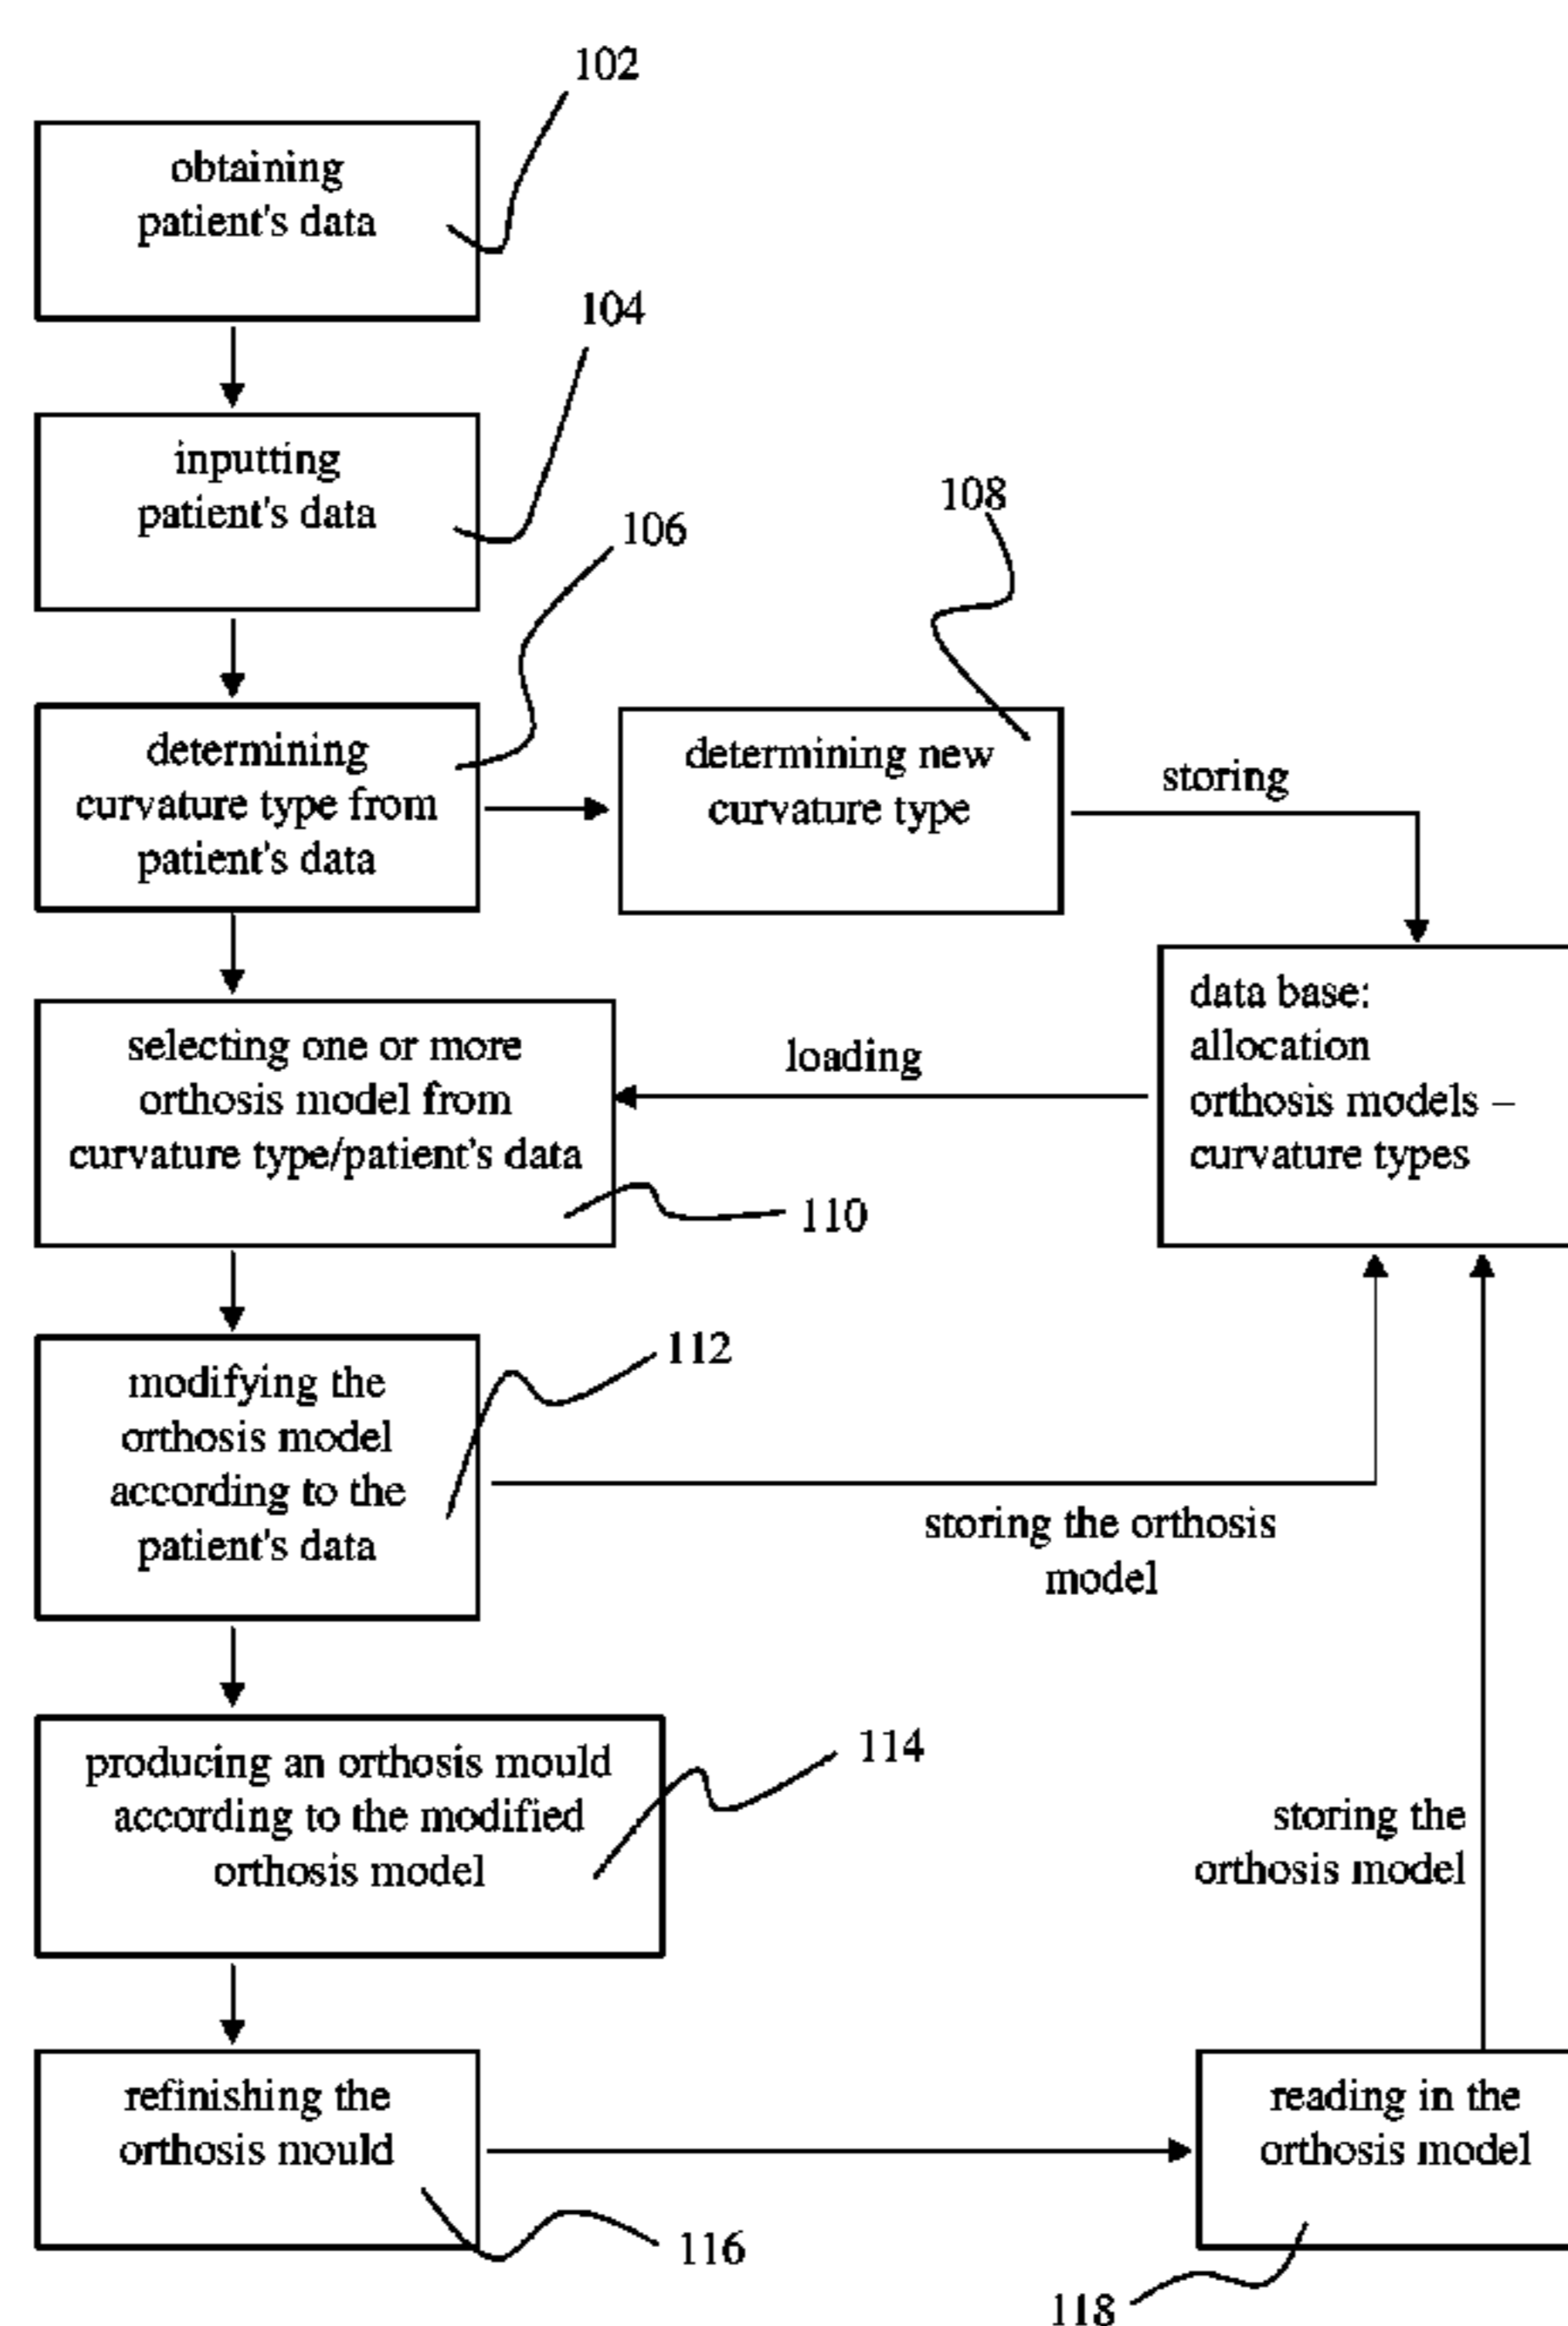 102
obtaining
patient's data
104
inputting
patient's data
106
108
determining
curvature type from
patient's data
determining new
curvature type
storing
data base:
allocation
orthosis models –
curvature types
loading
selecting one or more
orthosis model from
curvature type/patient's data
110
112
modifying the
orthosis model
according to the
patient's data
storing the orthosis
model
114
producing an orthosis mould
according to the modified
orthosis model
storing the
orthosis model
refinishing the
orthosis mould
reading in the
orthosis model
116
118